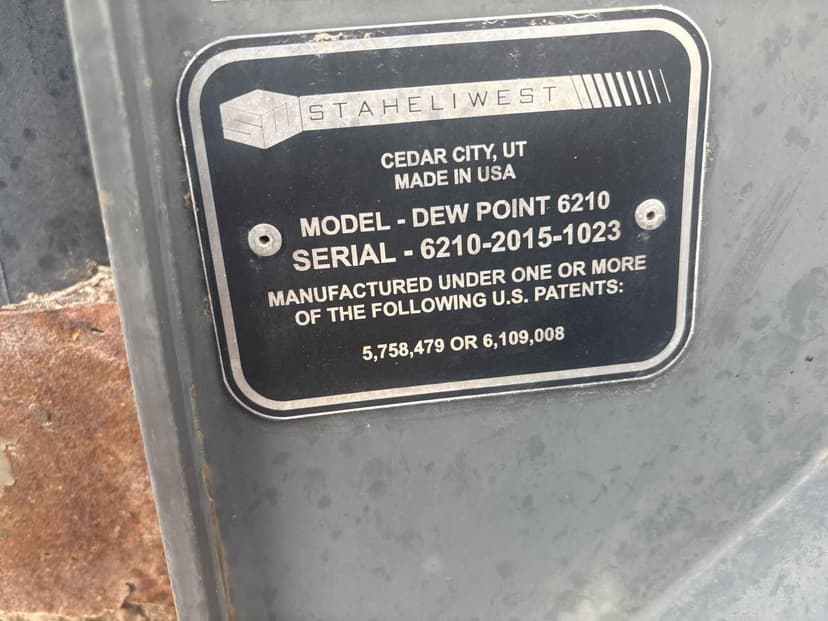 STAHELIWEST
CEDAR CITY, UT
MADE IN USA
MODEL - DEW POINT 6210
SERIAL - 6210-2015-1023
MANUFACTURED UNDER ONE OR MORE
OF THE FOLLOWING U.S. PATENTS:
5,758,479 OR 6,109,008